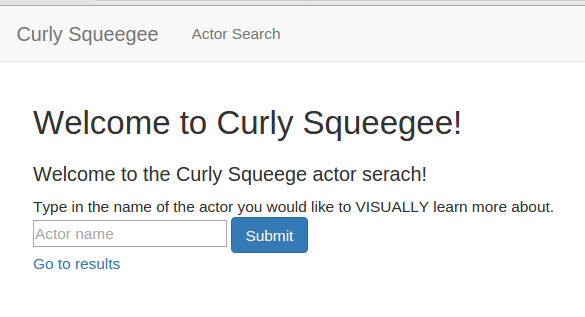 Curly Squeegee Actor Search
Welcome to Curly Squeegee!
Welcome to the Curly Squeege actor serach!
Type in the name of the actor you would like to VISUALLY learn more about.
Actor name Submit
Go to results